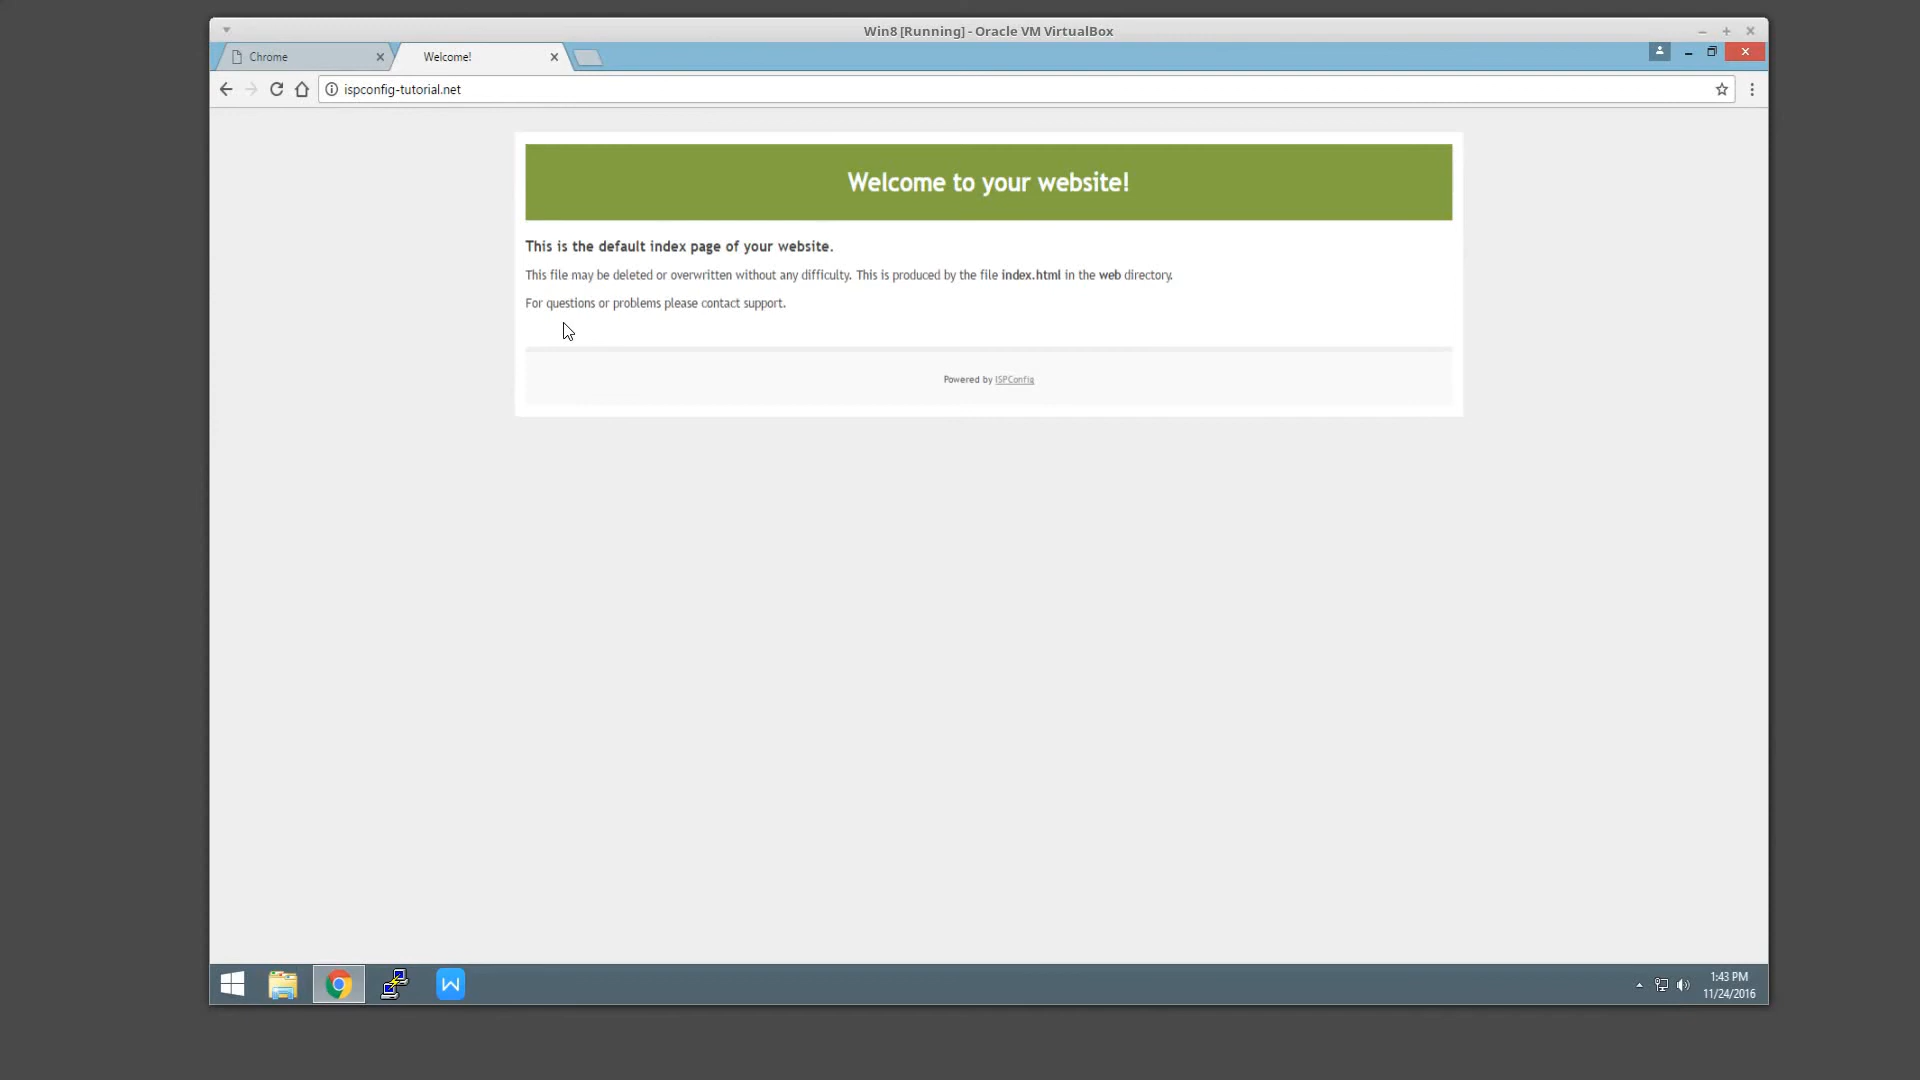 Win8 [Running] - Oracle VM VirtualBox
Chrome
Welcome!
ispconfig-tutorial.net
Welcome to your website!
This is the default index page of your website.
This file may be deleted or overwritten without any difficulty. This is produced by the file index.html in the web directory.
For questions or problems please contact support.
Powered by ISPConfig
1:43 PM
11/24/2016